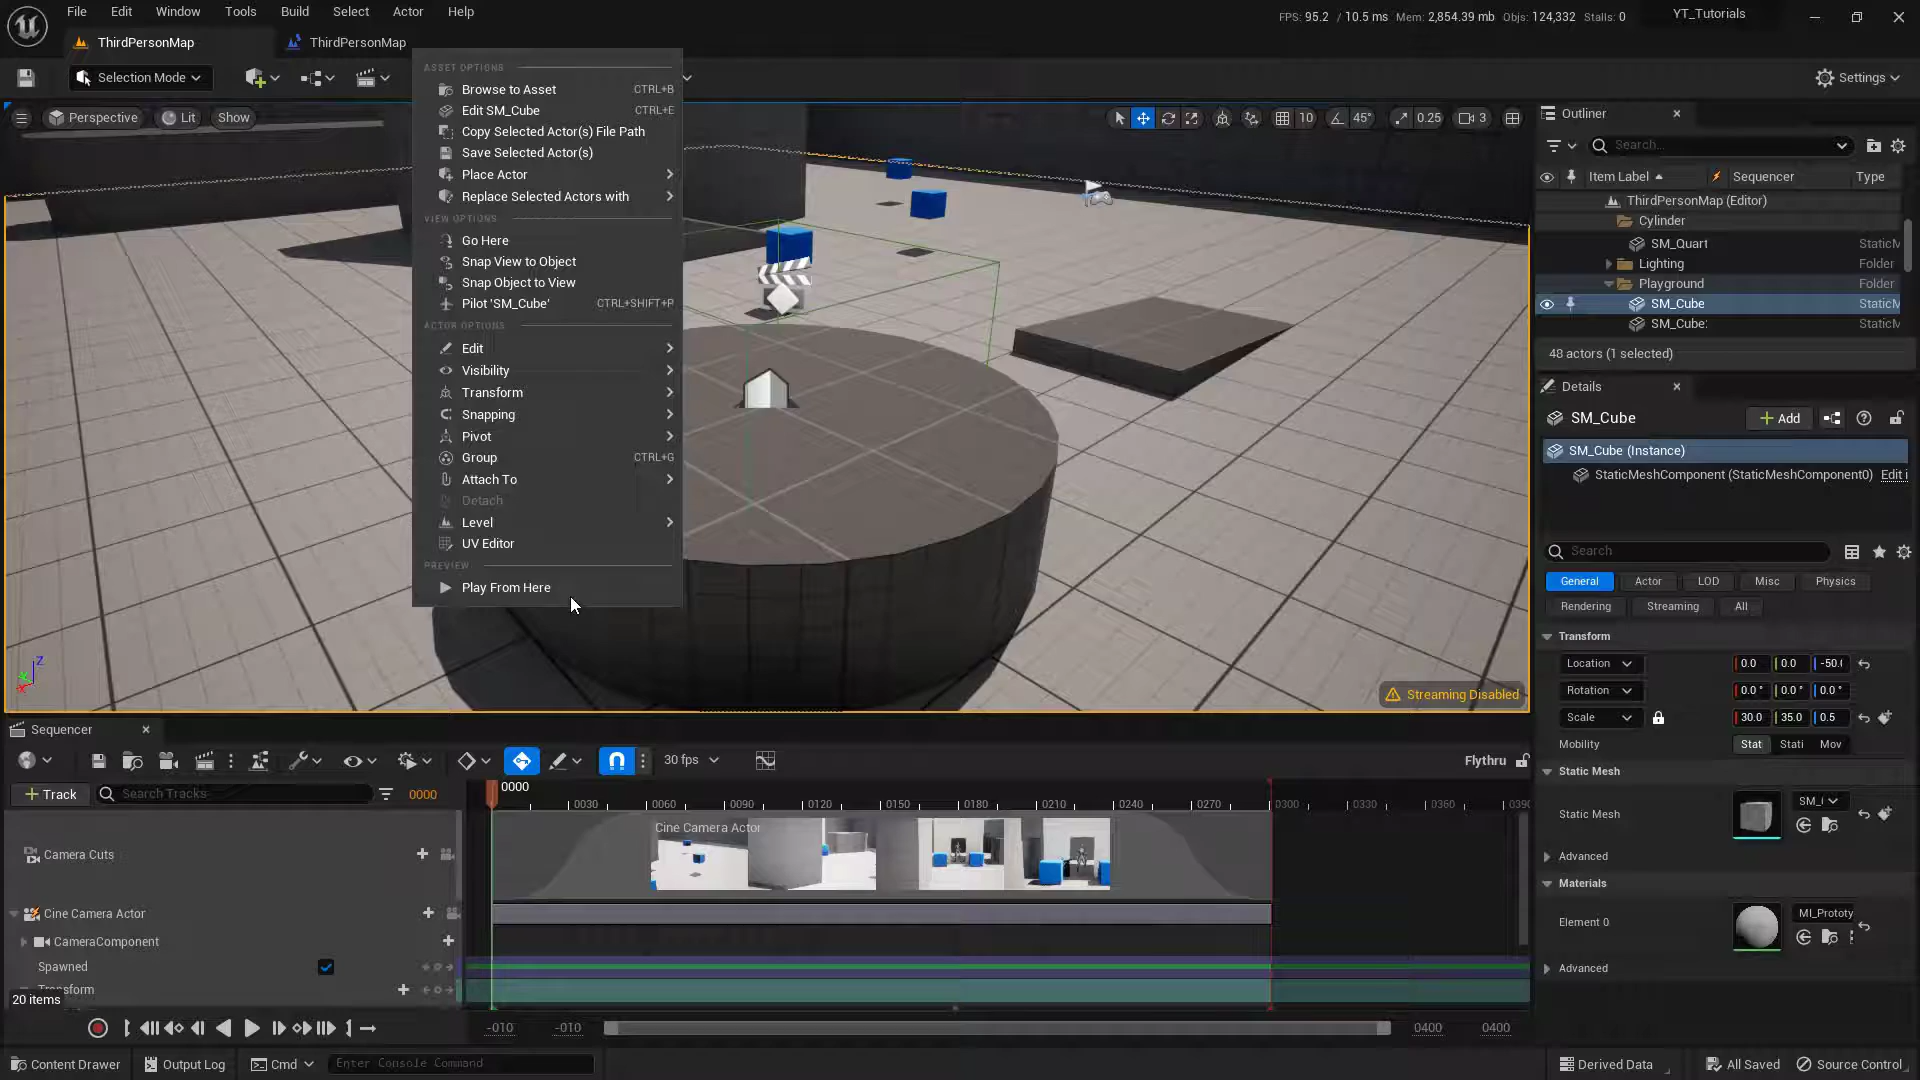 File Edit Window Tools Build Select Actor Help
FPS: 95.2 / 10.5 ms Mem: 2,854.39 mb Objs: 124,332 Stalls: 0
YT_Tutorials
ThirdPersonMap
ThirdPersonMap
Selection Mode
Settings
ASSET OPTIONS
Browse to Asset CTRL+B
Edit SM_Cube CTRL+E
Copy Selected Actor(s) File Path
Save Selected Actor(s)
Place Actor
Replace Selected Actors with
VIEW OPTIONS
Go Here
Snap View to Object
Snap Object to View
Pilot 'SM_Cube' CTRL+SHIFT+P
ACTOR OPTIONS
Edit
Visibility
Transform
Snapping
Pivot
Group CTRL+G
Attach To
Detach
Level
UV Editor
PREVIEW
Play From Here
Perspective Lit Show
10 45° 0.25 3
Streaming Disabled
Z
Outliner
Search...
Item Label Sequencer Type
ThirdPersonMap (Editor)
Cylinder
SM_Quart StaticM
Lighting Folder
Playground Folder
SM_Cube StaticM
SM_Cube: StaticM
48 actors (1 selected)
Details
SM_Cube
Add
SM_Cube (Instance)
StaticMeshComponent (StaticMeshComponent0) Edit i
Search
General Actor LOD Misc Physics
Rendering Streaming All
Transform
Location 0.0 0.0 -50.(
Rotation 0.0 ° 0.0 ° 0.0 °
Scale 30.0 35.0 0.5
Mobility Stat Stati Mov
Static Mesh
Static Mesh SM_(
Advanced
Materials
Element 0 MI_Prototy
Advanced
Sequencer
30 fps
Flythru
Track
Search Tracks
0000
0000
0030 0060 0090 0120 0150 0180 0210 0240 0270 0300 0330 0360 0390
Camera Cuts
Cine Camera Actor
Cine Camera Actor
CameraComponent
Spawned
Transform
20 items
-010 -010 0400 0400
Content Drawer
Output Log
Cmd
Enter Console Command
Derived Data
All Saved
Source Control